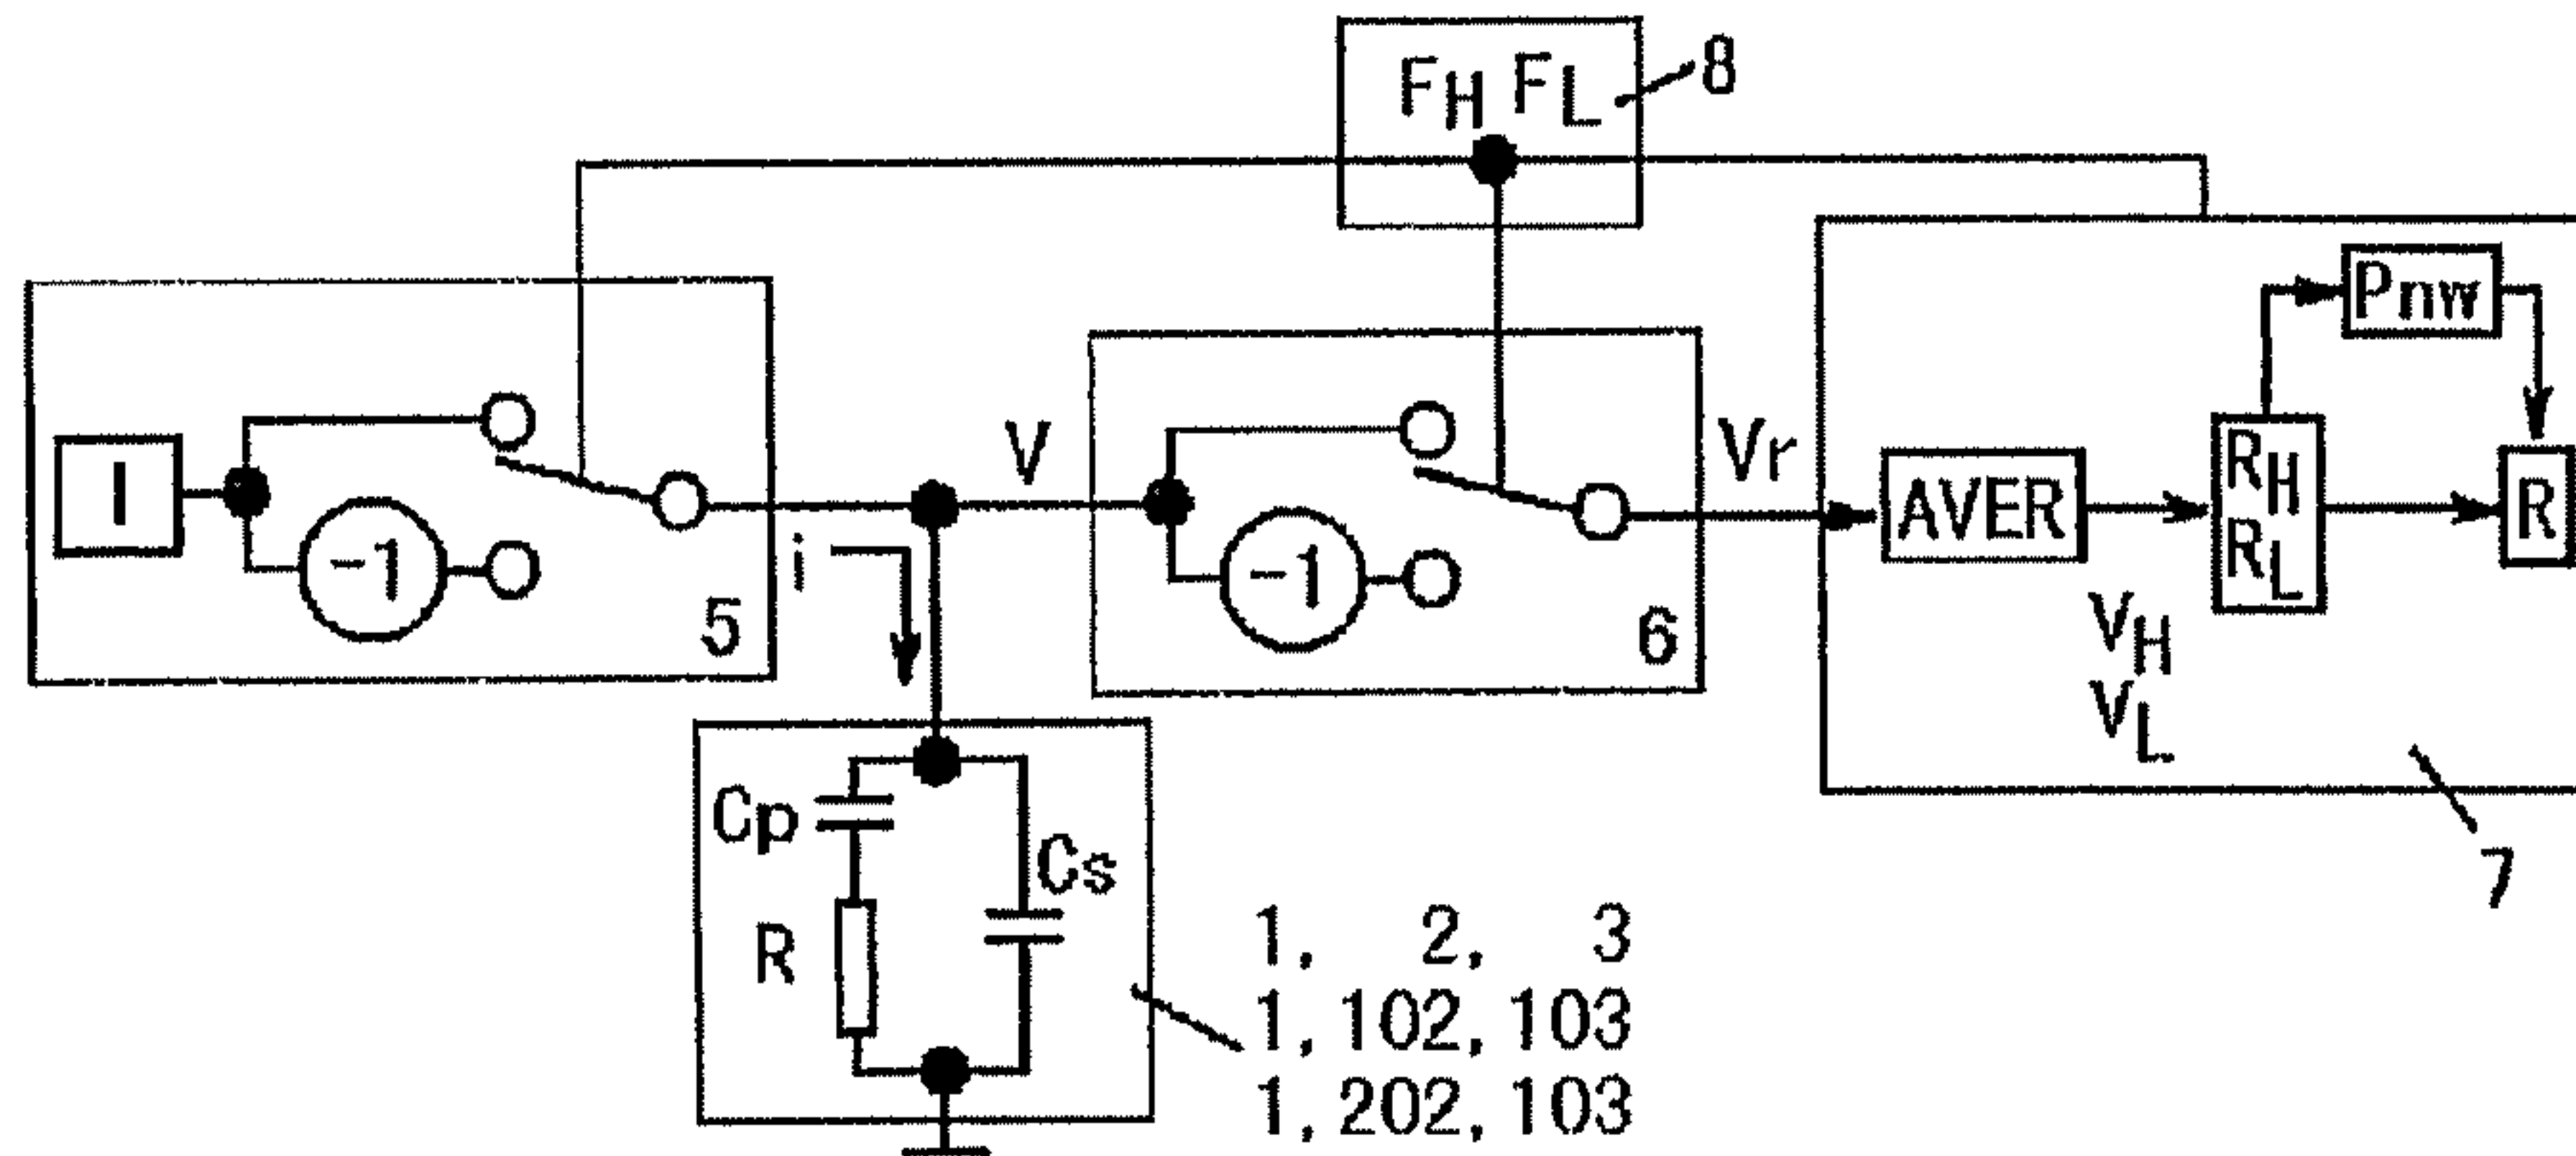 FH FL
8
I
-1
5
i
V
-1
6
Vr
AVER
VH
VL
RH
RL
Pnw
R
7
Cp
R
Cs
1, 2, 3
1, 102, 103
1, 202, 103